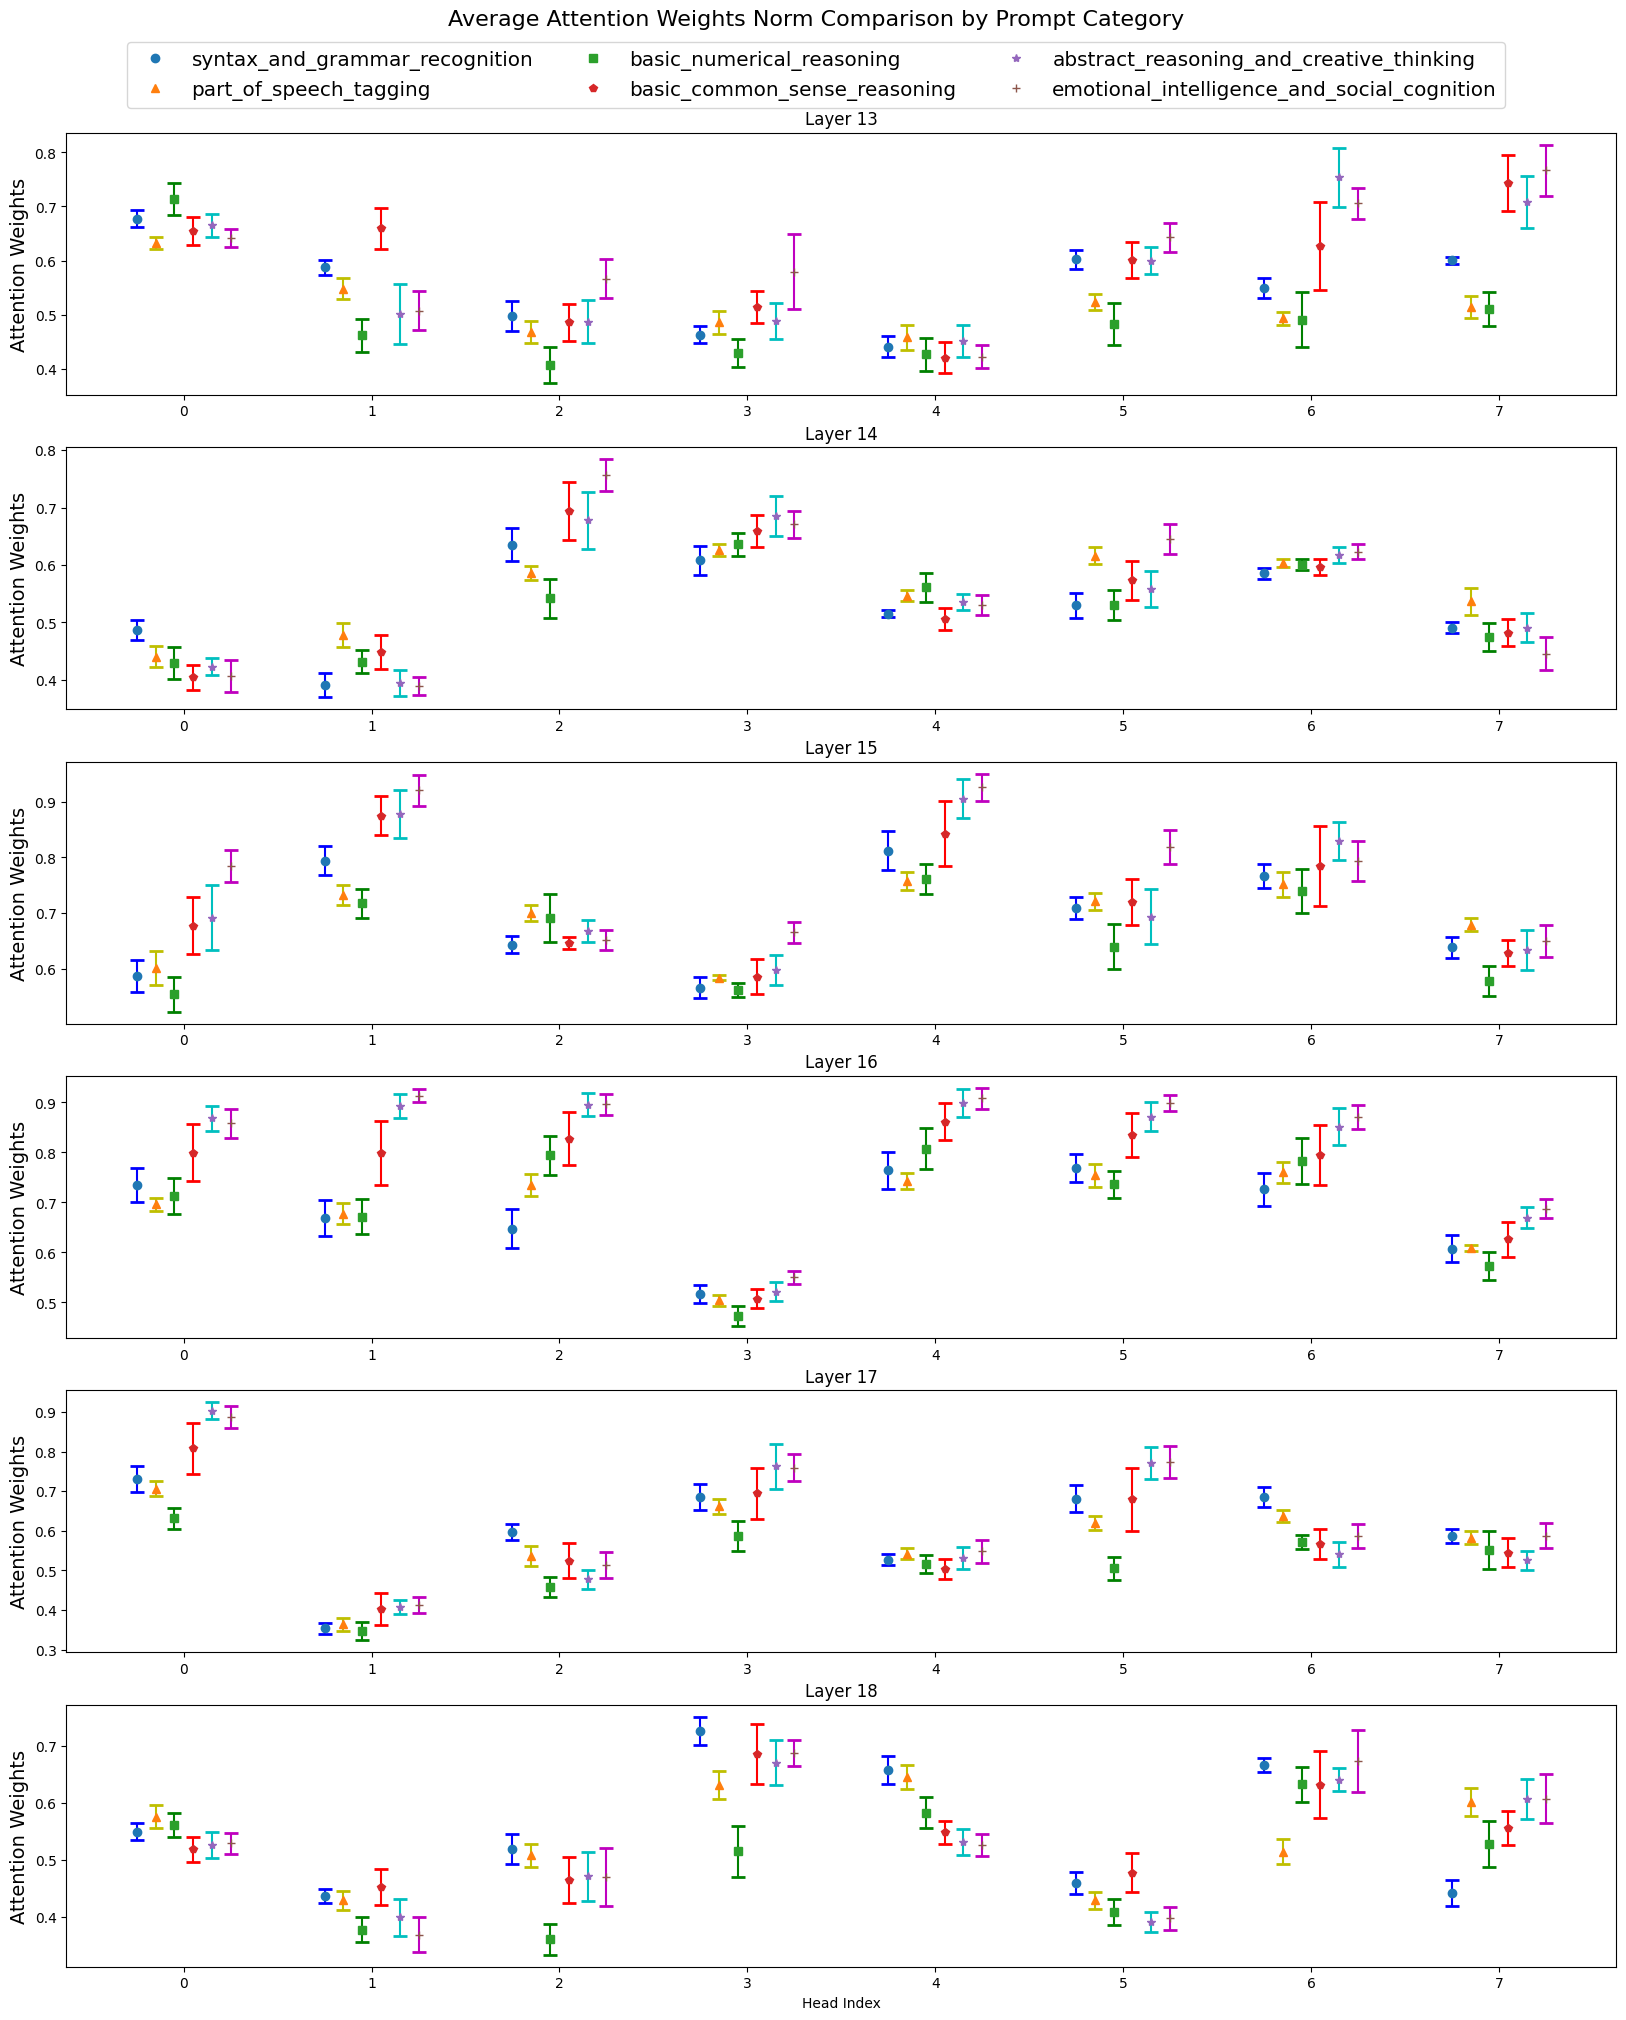 Average Attention Weights Norm Comparison by Prompt Category
syntax_and_grammar_recognition basic_numerical_reasoning abstract_reasoning_and_creative_thinking
part_of_speech_tagging basic_common_sense_reasoning emotional_intelligence_and_social_cognition
Layer 13
Attention Weights
0.8
0.7
0.6
0.5
0.4
0 1 2 3 4 5 6 7
Layer 14
Attention Weights
0.8
0.7
0.6
0.5
0.4
0 1 2 3 4 5 6 7
Layer 15
Attention Weights
0.9
0.8
0.7
0.6
0 1 2 3 4 5 6 7
Layer 16
Attention Weights
0.9
0.8
0.7
0.6
0.5
0 1 2 3 4 5 6 7
Layer 17
Attention Weights
0.9
0.8
0.7
0.6
0.5
0.4
0.3
0 1 2 3 4 5 6 7
Layer 18
Attention Weights
0.7
0.6
0.5
0.4
0 1 2 3 4 5 6 7
Head Index